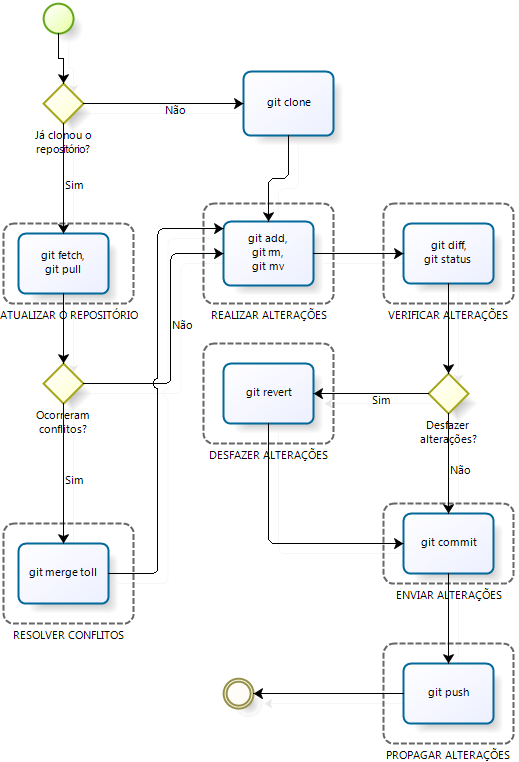 git clone
Não
Já clonou o
repositório?
Sim
git fetch,
git pull
ATUALIZAR O REPOSITÓRIO
git add,
git m,
git mv
REALIZAR ALTERAÇÕES
git diff,
git status
VERIFICAR ALTERAÇÕES
Não
Ocorreram
conflitos?
git revert
DESFAZER ALTERAÇÕES
Sim
Desfazer
alterações?
Não
Sim
git merge toll
RESOLVER CONFLITOS
git commit
ENVIAR ALTERAÇÕES
git push
PROPAGAR ALTERAÇÕES